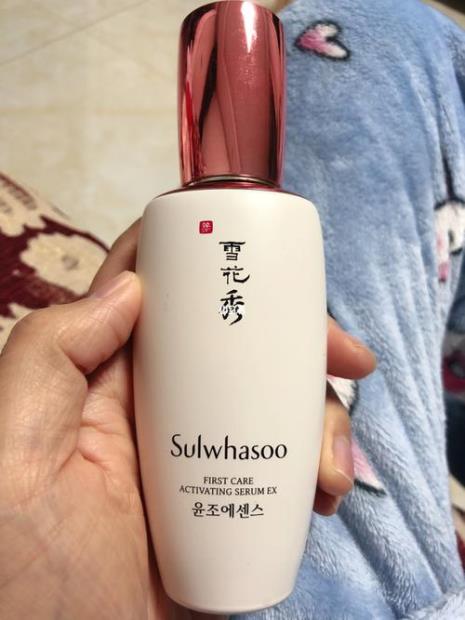 雪
花
秀
Sulwhasoo
FIRST CARE
ACTIVATING SERUM EX
윤조에센스